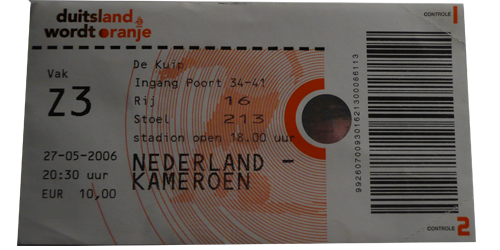 duitsland
wordt oranje
Vak
Z3
27-05-2006
20:30 uur
EUR 10,00
De Kuip
Ingang Poort 34-41
Rij 16
Stoel 213
stadion open 18.00 uur
NEDERLAND -
KAMEROEN
CONTROLE 1
992607009301621300086113
CONTROLE 2